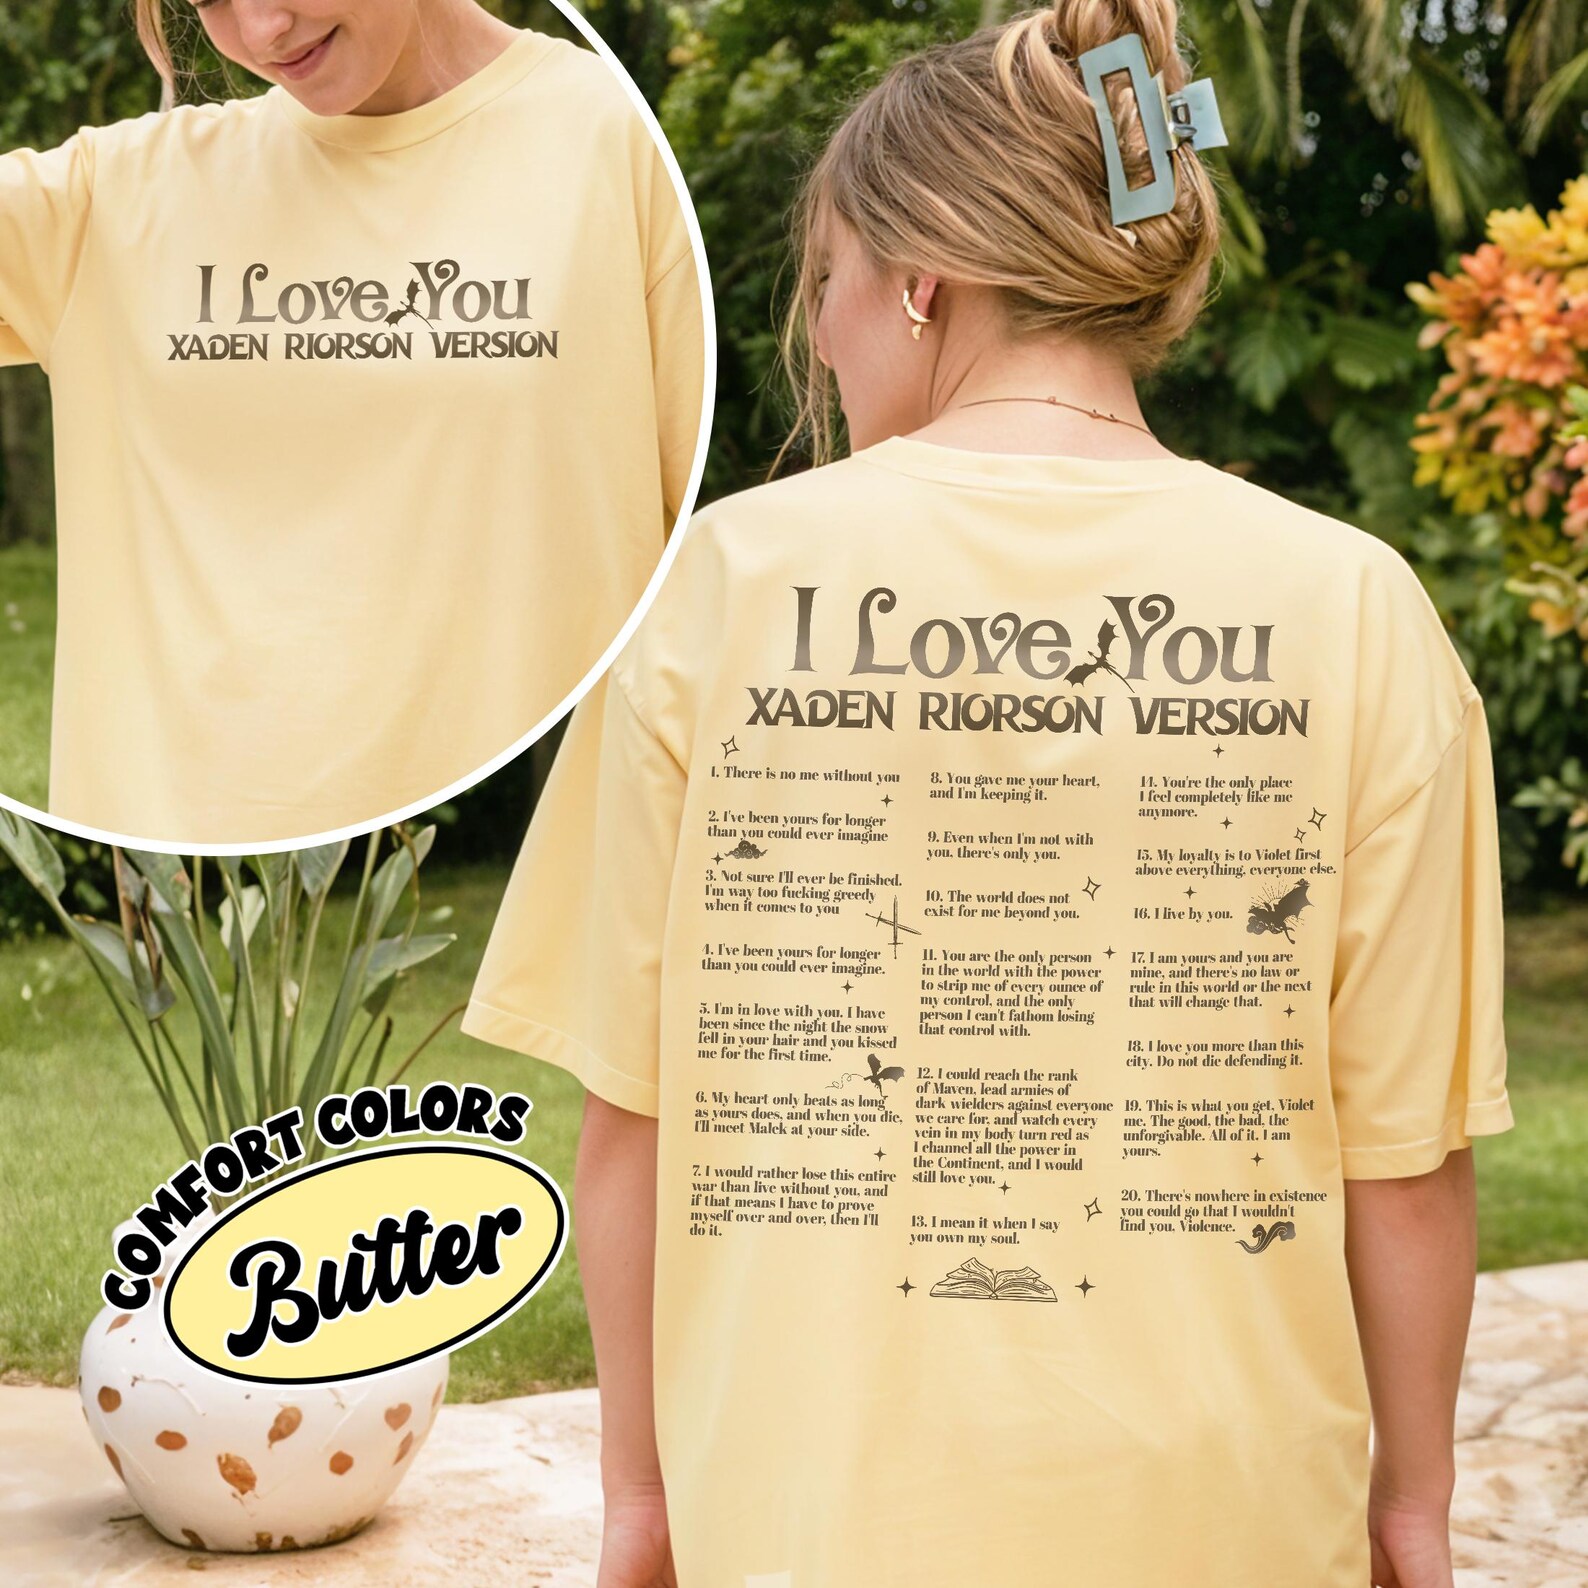 I Love You
XADEN RIORSON VERSION
I Love You
XADEN RIORSON VERSION
1. There is no me without you
2. I've been yours for longer
than you could ever imagine
3. Not sure I'll ever be finished.
I'm way too fucking greedy
when it comes to you
4. I've been yours for longer
than you could ever imagine.
5. I'm in love with you. I have
been since the night the snow
fell in your hair and you kissed
me for the first time.
6. My heart only beats as long
as yours does, and when you die,
I'll meet Malek at your side.
7. I would rather lose this entire
war than live without you, and
if that means I have to prove
myself over and over, then I'll
do it.
8. You gave me your heart,
and I'm keeping it.
9. Even when I'm not with
you, there's only you.
10. The world does not
exist for me beyond you.
11. You are the only person
in the world with the power
to strip me of every ounce of
my control, and the only
person I can't fathom losing
that control with.
12. I could reach the rank
of Maven, lead armies of
dark wielders against everyone
we care for, and watch every
vein in my body turn red as
I channel all the power in
the Continent, and I would
still love you.
13. I mean it when I say
you own my soul.
14. You're the only place
I feel completely like me
anymore.
15. My loyalty is to Violet first
above everything, everyone else.
16. I live by you.
17. I am yours and you are
mine, and there's no law or
rule in this world or the next
that will change that.
18. I love you more than this
city. Do not die defending it.
19. This is what you get, Violet
me. The good, the bad, the
unforgivable. All of it. I am
yours.
20. There's nowhere in existence
you could go that I wouldn't
find you, Violence.
COMFORT COLORS
Butter